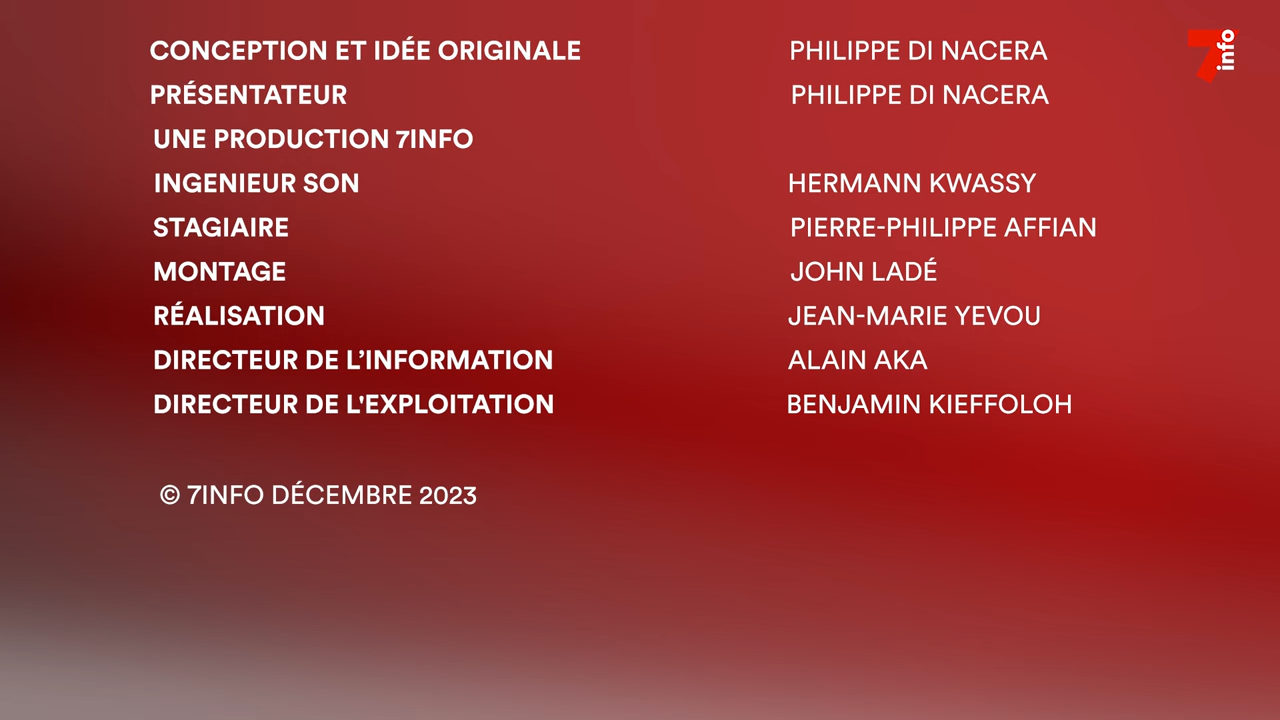 CONCEPTION ET IDÉE ORIGINALE PHILIPPE DI NACERA
PRÉSENTATEUR PHILIPPE DI NACERA
UNE PRODUCTION 7INFO
INGENIEUR SON HERMANN KWASSY
STAGIAIRE PIERRE-PHILIPPE AFFIAN
MONTAGE JOHN LADÉ
RÉALISATION JEAN-MARIE YEVOU
DIRECTEUR DE L’INFORMATION ALAIN AKA
DIRECTEUR DE L'EXPLOITATION BENJAMIN KIEFFOLOH
© 7INFO DÉCEMBRE 2023
7info